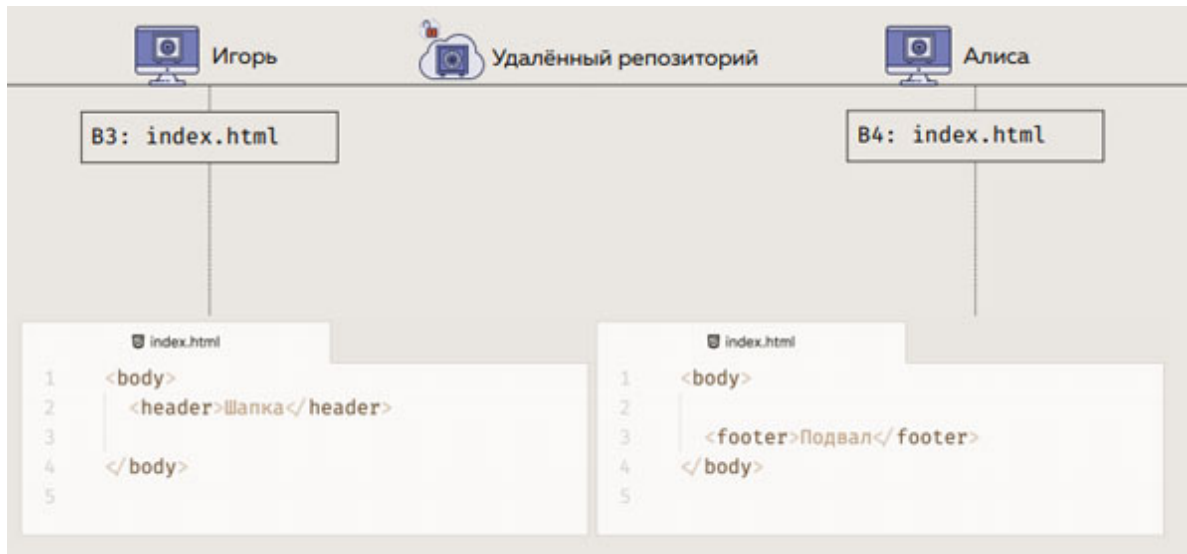 Игорь
Удалённый репозиторий
Алиса
B3: index.html
B4: index.html
index.html
1 <body>
2 <header>Шапка</header>
3
4 </body>
5
index.html
1 <body>
2
3 <footer>Подвал</footer>
4 </body>
5